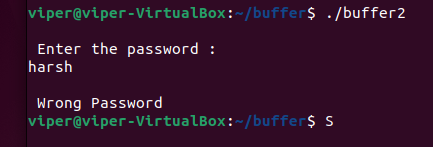 viper@viper-VirtualBox:~/buffer$ ./buffer2
Enter the password :
harsh
Wrong Password
viper@viper-VirtualBox:~/buffer$ S